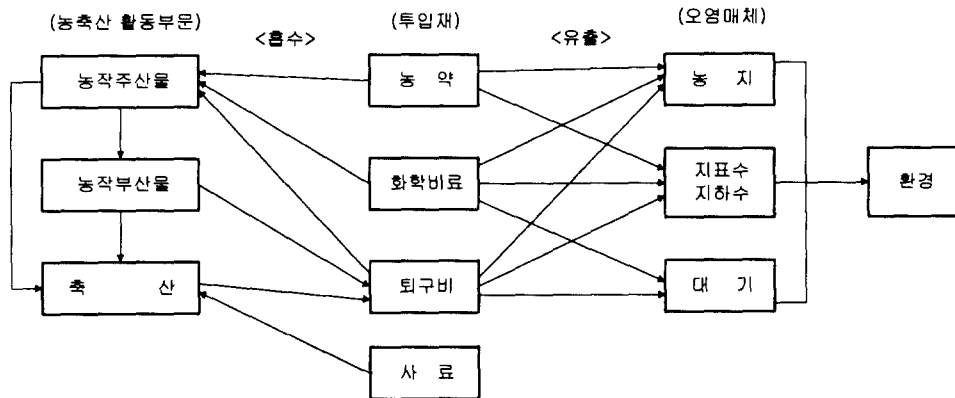 (농축산 활동부문)
<흡수>
(투입재)
<유출>
(오염매체)
농작주산물
농 약
농 지
농작부산물
화학비료
지표수
지하수
환경
축 산
퇴구비
대 기
사 료